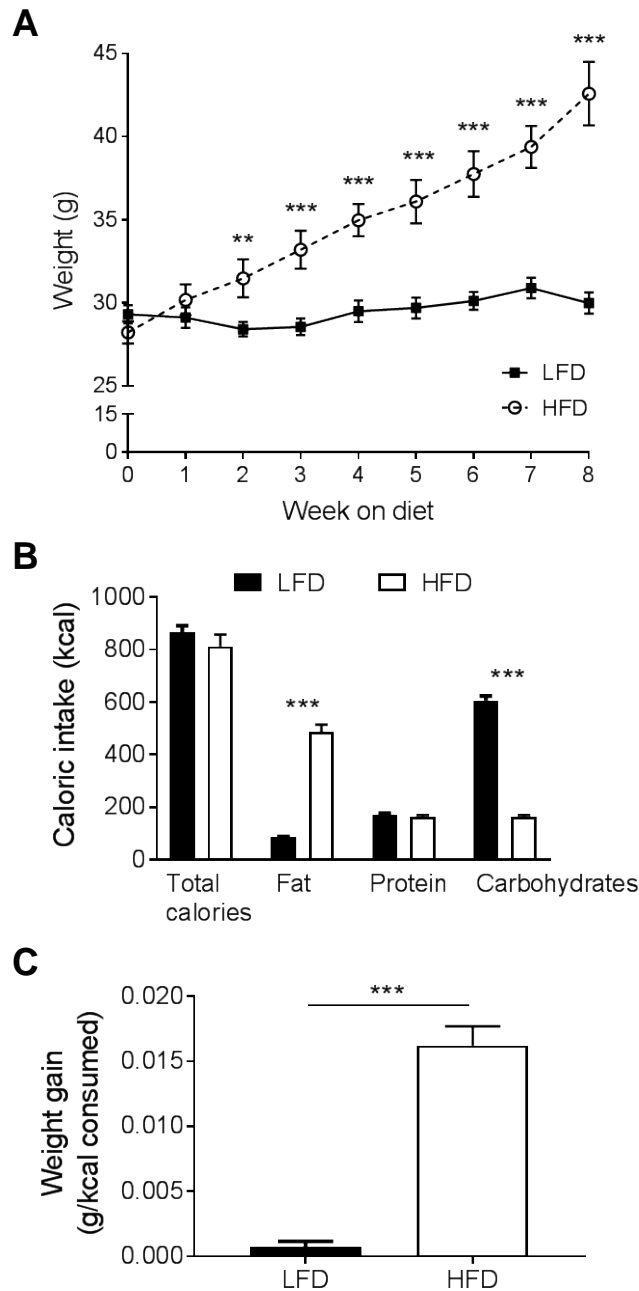 A
45
40
35
30
25
15
0
Weight (g)
**
***
***
***
***
***
***
LFD
HFD
0 1 2 3 4 5 6 7 8
Week on diet
B
LFD HFD
1000
800
600
400
200
0
Caloric intake (kcal)
***
***
Total calories
Fat
Protein
Carbohydrates
C
0.020
0.015
0.010
0.005
0.000
Weight gain
(g/kcal consumed)
***
LFD HFD